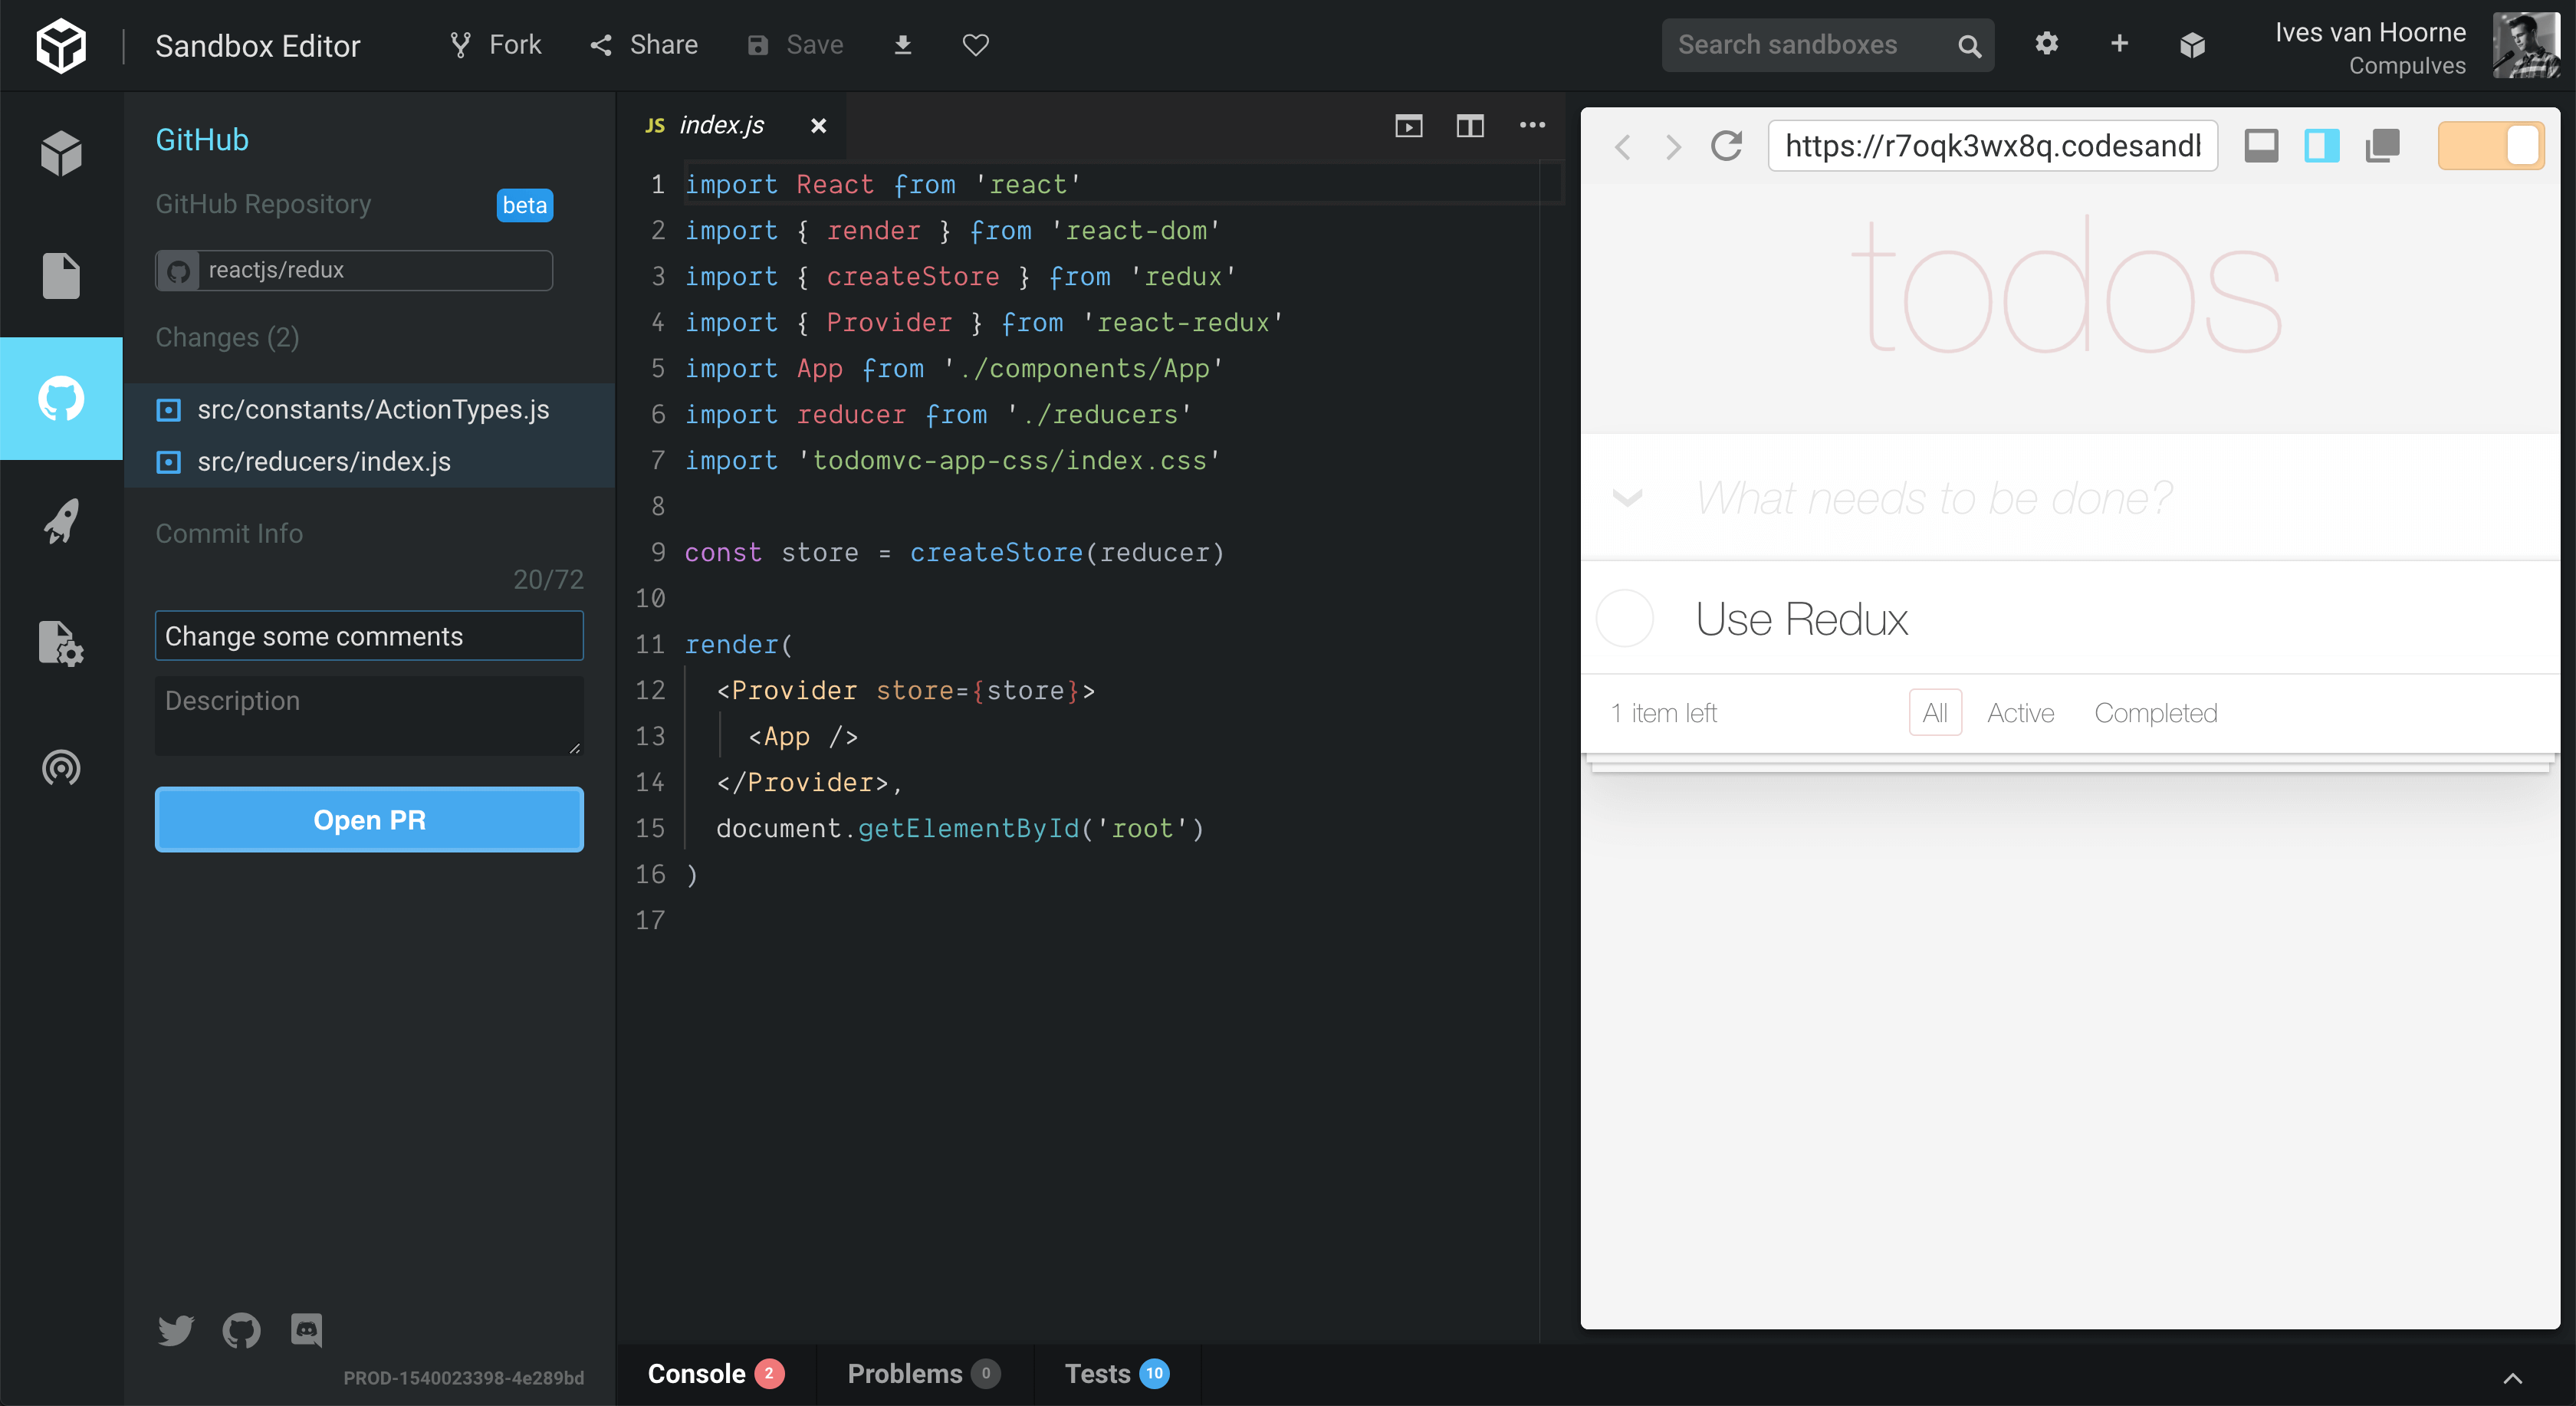 Sandbox Editor
Fork
Share
Save
Search sandboxes
Ives van Hoorne
Compulves
GitHub
GitHub Repository
beta
reactjs/redux
Changes (2)
src/constants/ActionTypes.js
src/reducers/index.js
Commit Info
20/72
Change some comments
Description
Open PR
PROD-1540023398-4e289bd
JS index.js
1 import React from 'react'
2 import { render } from 'react-dom'
3 import { createStore } from 'redux'
4 import { Provider } from 'react-redux'
5 import App from './components/App'
6 import reducer from './reducers'
7 import 'todomvc-app-css/index.css'
8
9 const store = createStore(reducer)
10
11 render(
12 <Provider store={store}>
13 <App />
14 </Provider>,
15 document.getElementById('root')
16 )
17
Console 2
Problems 0
Tests 10
https://r7oqk3wx8q.codesand
todos
What needs to be done?
Use Redux
1 item left
All
Active
Completed